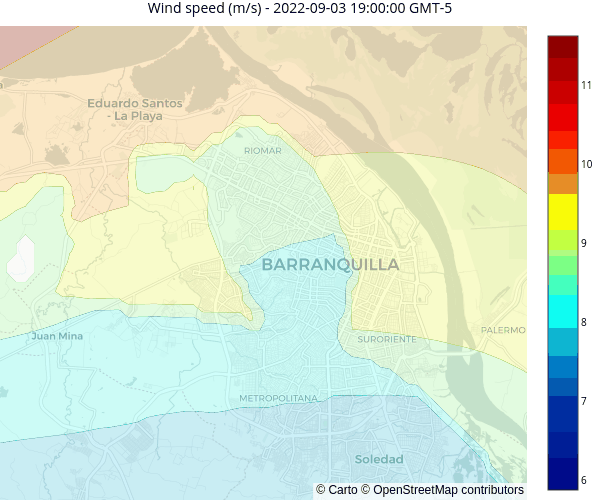 Wind speed (m/s) - 2022-09-03 19:00:00 GMT-5
Eduardo Santos
- La Playa
RIOMAR
BARRANQUILLA
Juan Mina
SURORIENTE
PALERMO
METROPOLITANA
Soledad
© Carto © OpenStreetMap contributors
11
10
9
8
7
6